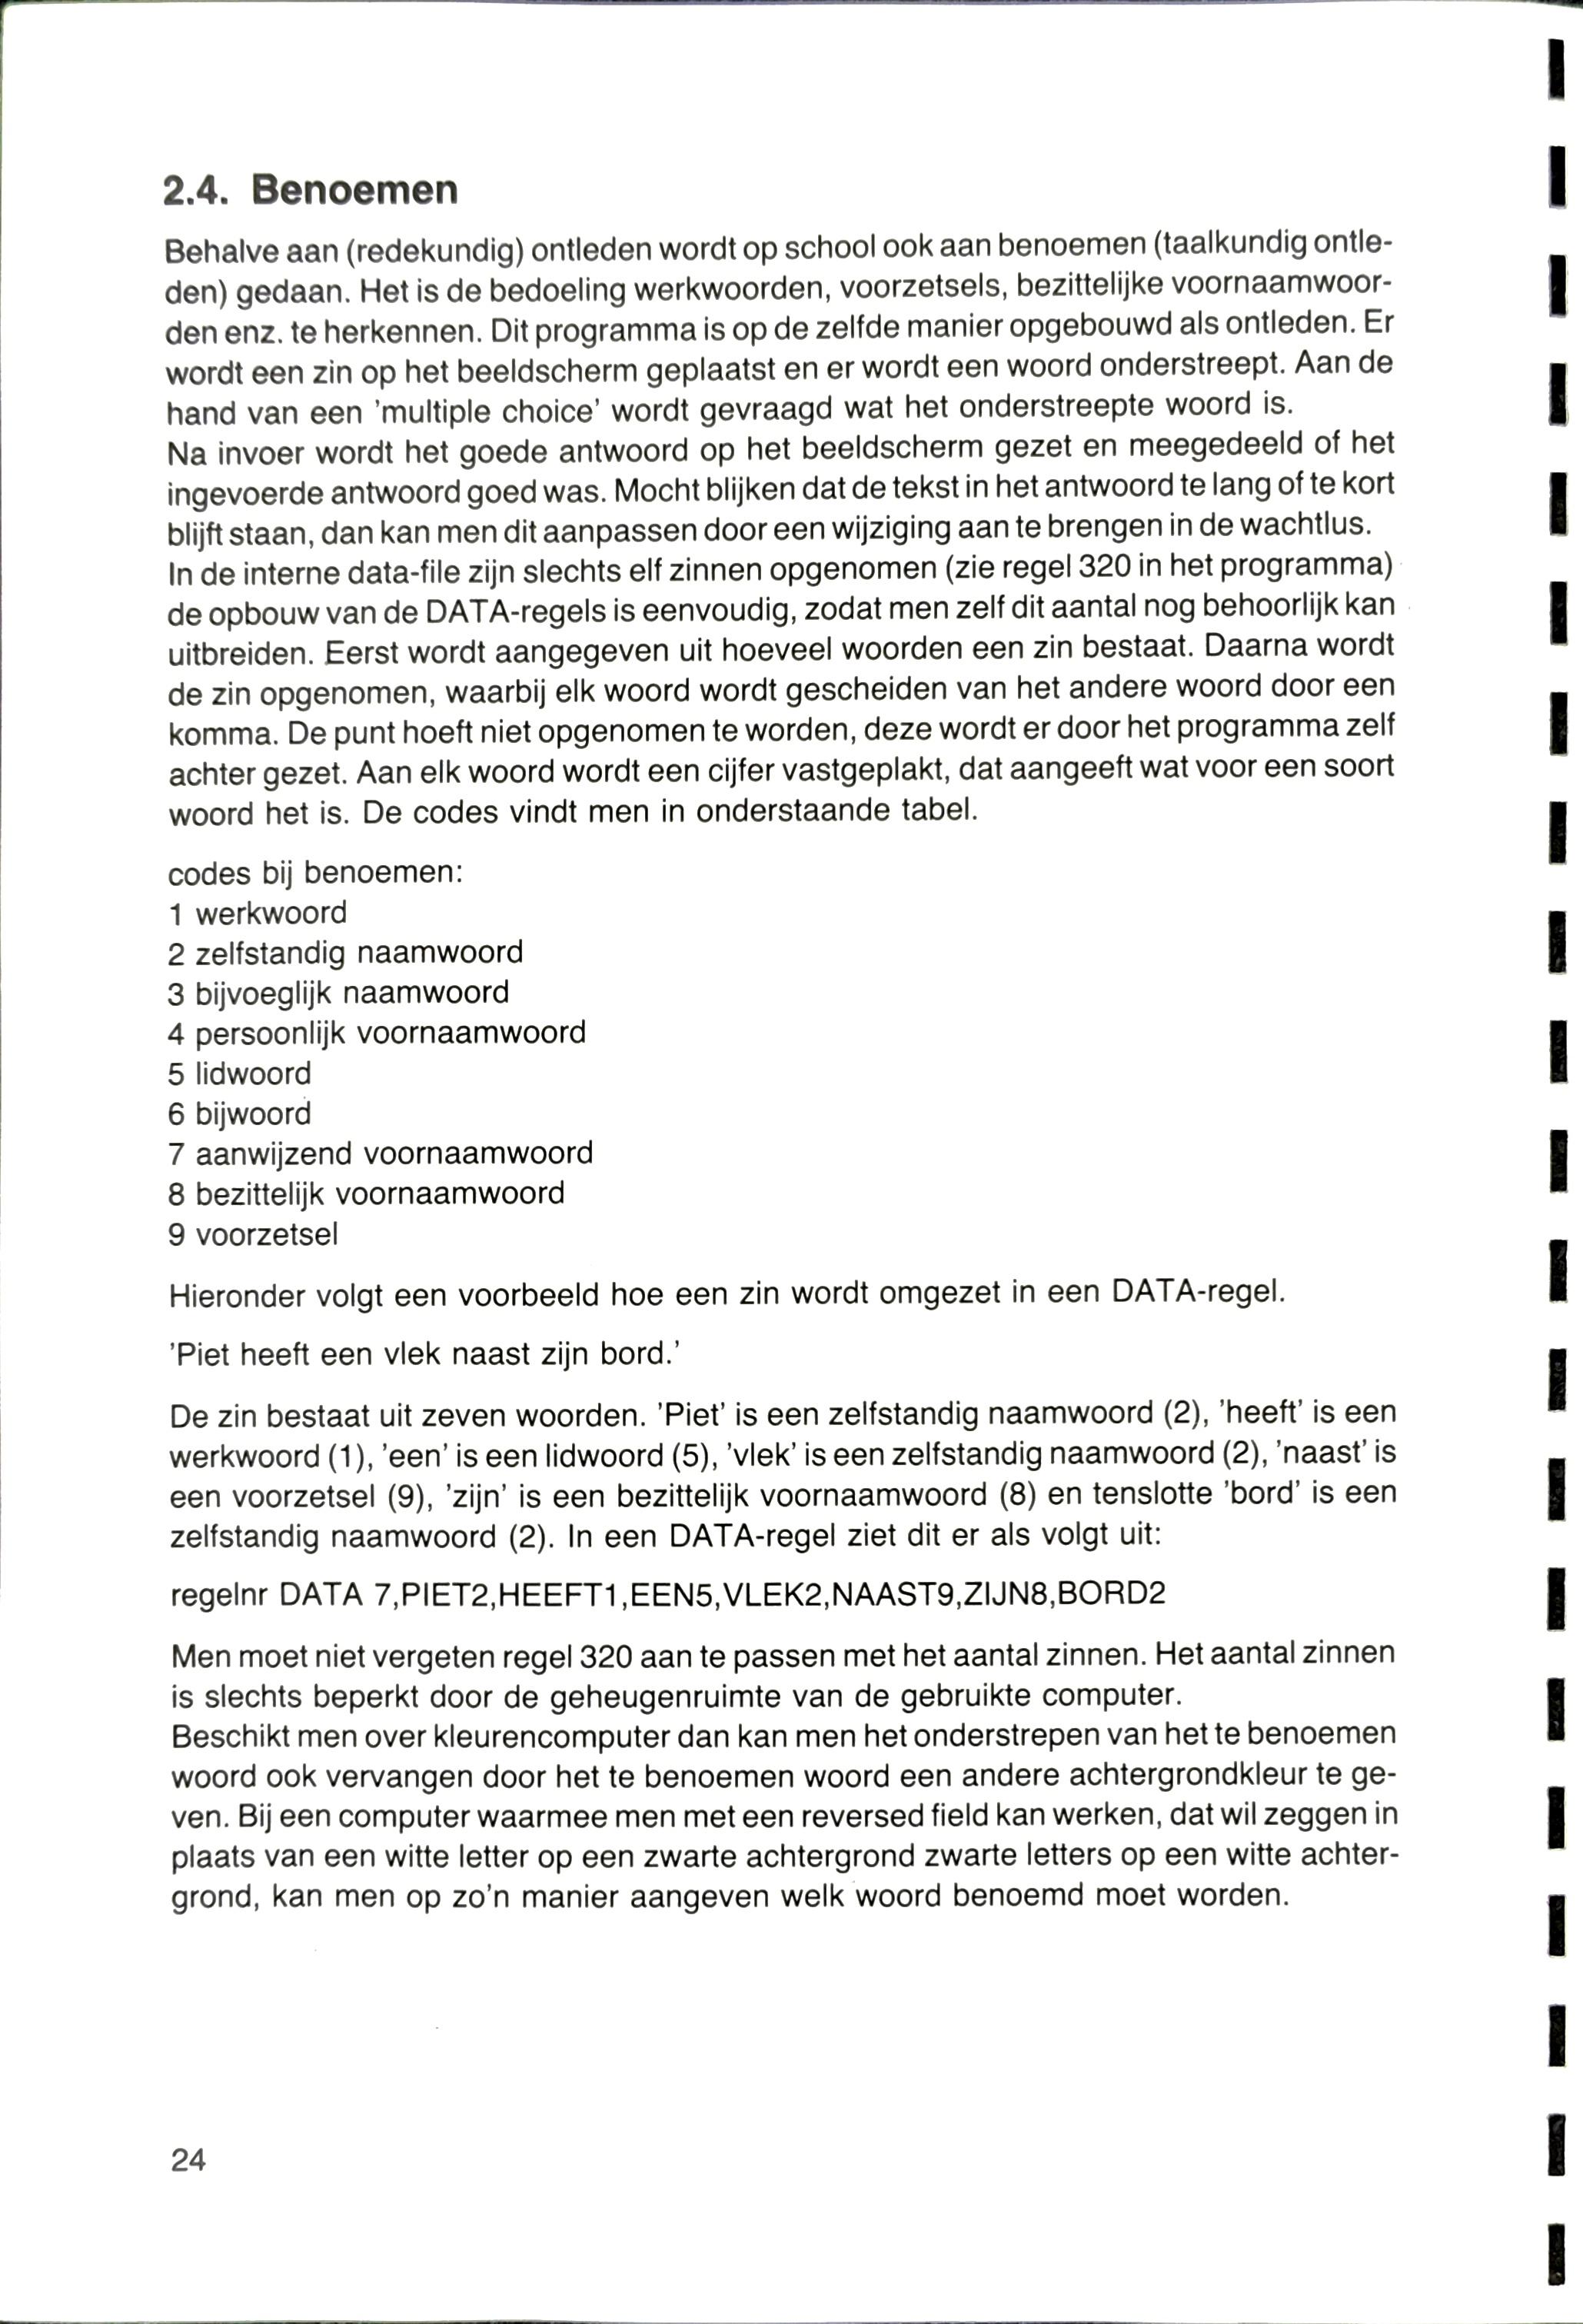 2.4. Benoemen
Behalve aan (redekundig) ontleden wordt op school ook aan benoemen (taalkundig ontle-
den) gedaan. Het is de bedoeling werkwoorden, voorzetsels, bezittelijke voornaamwoor-
den enz. te herkennen. Dit programma is op de zelfde manier opgebouwd als ontleden. Er
wordt een zin op het beeldscherm geplaatst en er wordt een woord onderstreept. Aan de
hand van een 'multiple choice' wordt gevraagd wat het onderstreepte woord is.
Na invoer wordt het goede antwoord op het beeldscherm gezet en meegedeeld of het
ingevoerde antwoord goed was. Mocht blijken dat de tekst in het antwoord te lang of te kort
blijft staan, dan kan men dit aanpassen door een wijziging aan te brengen in de wachtlus.
In de interne data-file zijn slechts elf zinnen opgenomen (zie regel 320 in het programma)
de opbouw van de DATA-regels is eenvoudig, zodat men zelf dit aantal nog behoorlijk kan
uitbreiden. Eerst wordt aangegeven uit hoeveel woorden een zin bestaat. Daarna wordt
de zin opgenomen, waarbij elk woord wordt gescheiden van het andere woord door een
komma. De punt hoeft niet opgenomen te worden, deze wordt er door het programma zelf
achter gezet. Aan elk woord wordt een cijfer vastgeplakt, dat aangeeft wat voor een soort
woord het is. De codes vindt men in onderstaande tabel.
codes bij benoemen:
1 werkwoord
2 zelfstandig naamwoord
3 bijvoeglijk naamwoord
4 persoonlijk voornaamwoord
5 lidwoord
6 bijwoord
7 aanwijzend voornaamwoord
8 bezittelijk voornaamwoord
9 voorzetsel
Hieronder volgt een voorbeeld hoe een zin wordt omgezet in een DATA-regel.
'Piet heeft een vlek naast zijn bord.'
De zin bestaat uit zeven woorden. 'Piet' is een zelfstandig naamwoord (2), 'heeft' is een
werkwoord (1), 'een' is een lidwoord (5), 'vlek' is een zelfstandig naamwoord (2), 'naast' is
een voorzetsel (9), 'zijn' is een bezittelijk voornaamwoord (8) en tenslotte 'bord' is een
zelfstandig naamwoord (2). In een DATA-regel ziet dit er als volgt uit:
regelnr DATA 7,PIET2,HEEFT1,EEN5,VLEK2,NAAST9,ZIJN8,BORD2
Men moet niet vergeten regel 320 aan te passen met het aantal zinnen. Het aantal zinnen
is slechts beperkt door de geheugenruimte van de gebruikte computer.
Beschikt men over kleurencomputer dan kan men het onderstrepen van het te benoemen
woord ook vervangen door het te benoemen woord een andere achtergrondkleur te ge-
ven. Bij een computer waarmee men met een reversed field kan werken, dat wil zeggen in
plaats van een witte letter op een zwarte achtergrond zwarte letters op een witte achter-
grond, kan men op zo'n manier aangeven welk woord benoemd moet worden.
24